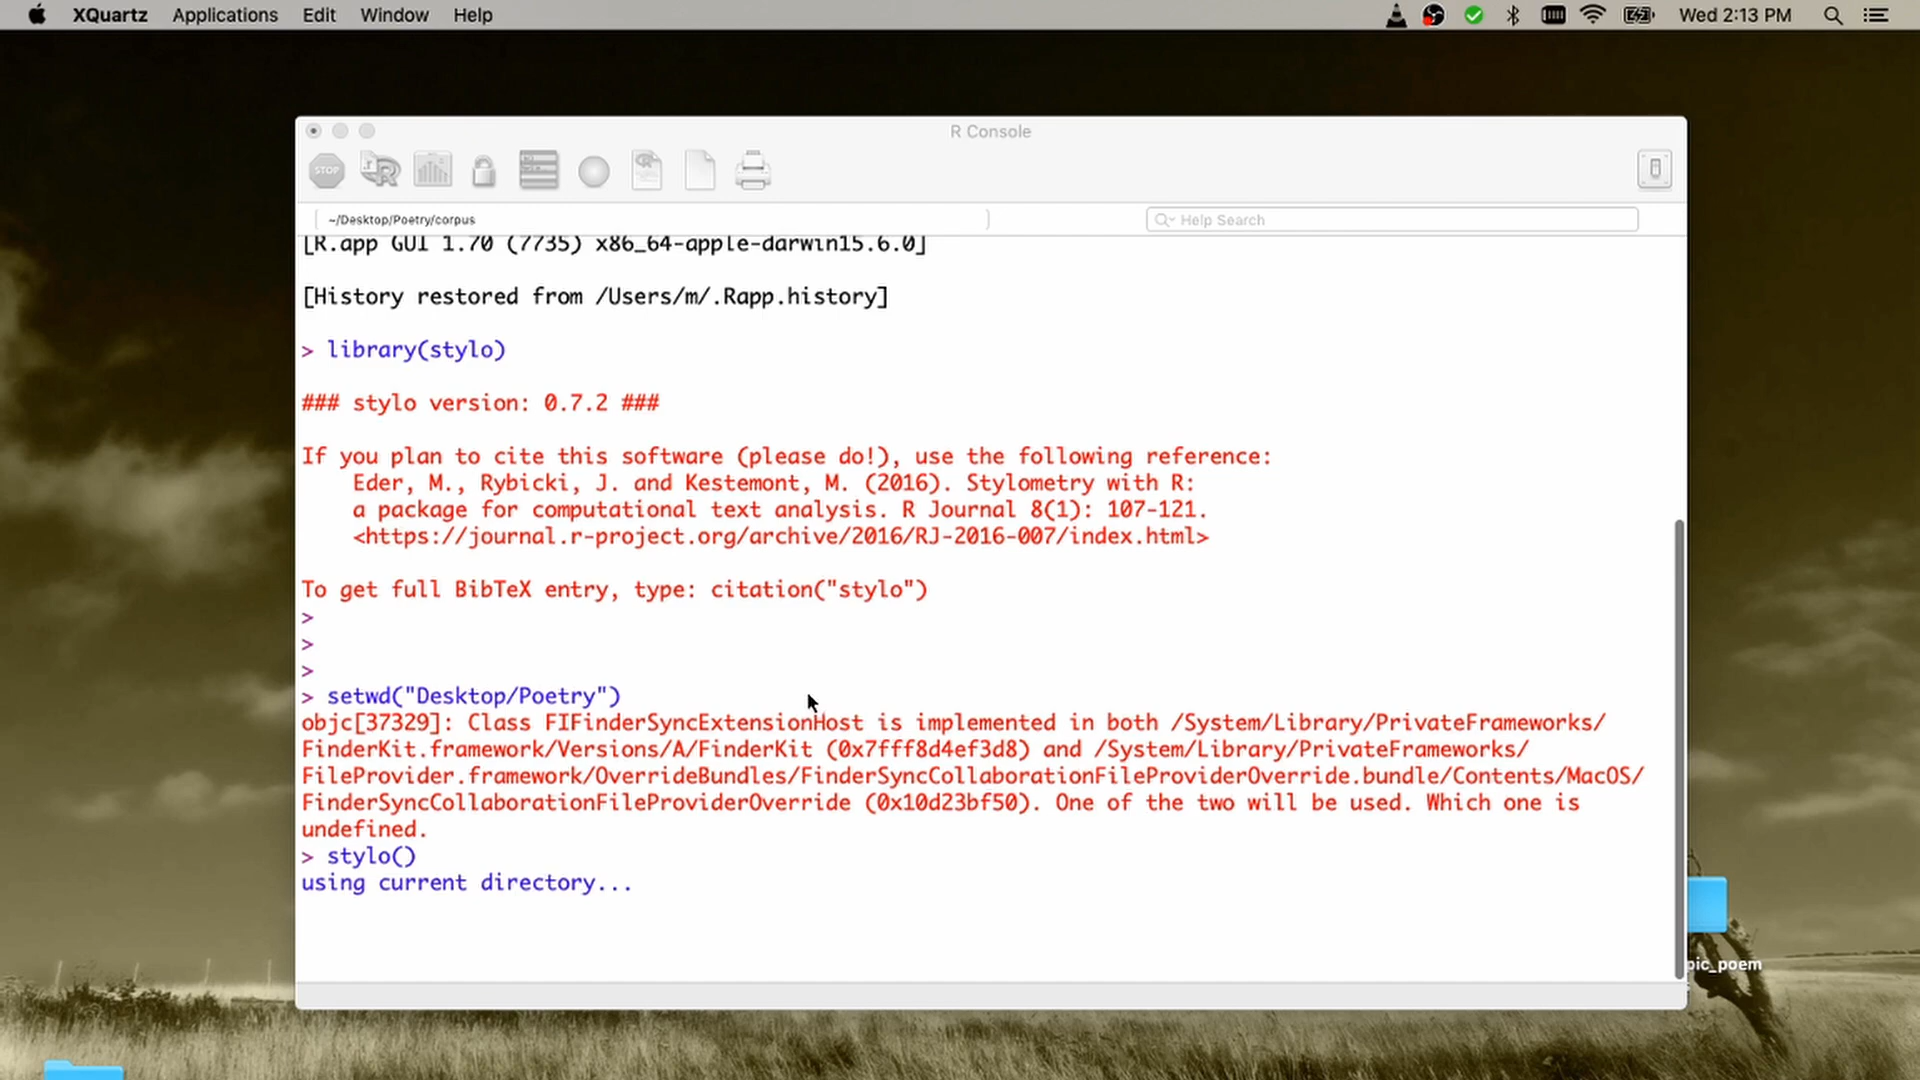 XQuartz Applications Edit Window Help Wed 2:13 PM
R Console
STOP
~/Desktop/Poetry/corpus Help Search
[R.app GUI 1.70 (7735) x86_64-apple-darwin15.6.0]
[History restored from /Users/m/.Rapp.history]
> library(stylo)
### stylo version: 0.7.2 ###
If you plan to cite this software (please do!), use the following reference:
Eder, M., Rybicki, J. and Kestemont, M. (2016). Stylometry with R:
a package for computational text analysis. R Journal 8(1): 107-121.
<https://journal.r-project.org/archive/2016/RJ-2016-007/index.html>
To get full BibTeX entry, type: citation("stylo")
>
>
>
> setwd("Desktop/Poetry")
objc[37329]: Class FIFinderSyncExtensionHost is implemented in both /System/Library/PrivateFrameworks/
FinderKit.framework/Versions/A/FinderKit (0x7fff8d4ef3d8) and /System/Library/PrivateFrameworks/
FileProvider.framework/OverrideBundles/FinderSyncCollaborationFileProviderOverride.bundle/Contents/MacOS/
FinderSyncCollaborationFileProviderOverride (0x10d23bf50). One of the two will be used. Which one is
undefined.
> stylo()
using current directory...
pic_poem